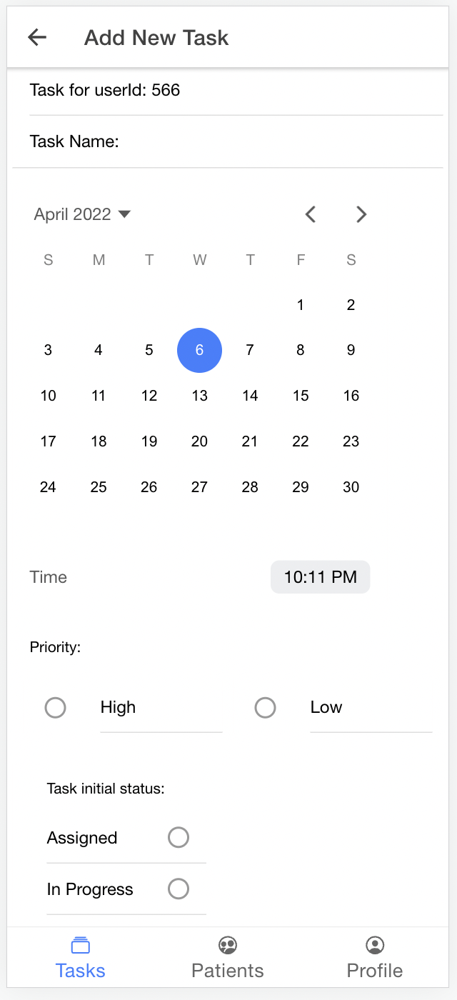 Add New Task
Task for userId: 566
Task Name:
April 2022
S M T W T F S
1 2
3 4 5 6 7 8 9
10 11 12 13 14 15 16
17 18 19 20 21 22 23
24 25 26 27 28 29 30
Time 10:11 PM
Priority:
High Low
Task initial status:
Assigned
In Progress
Tasks Patients Profile